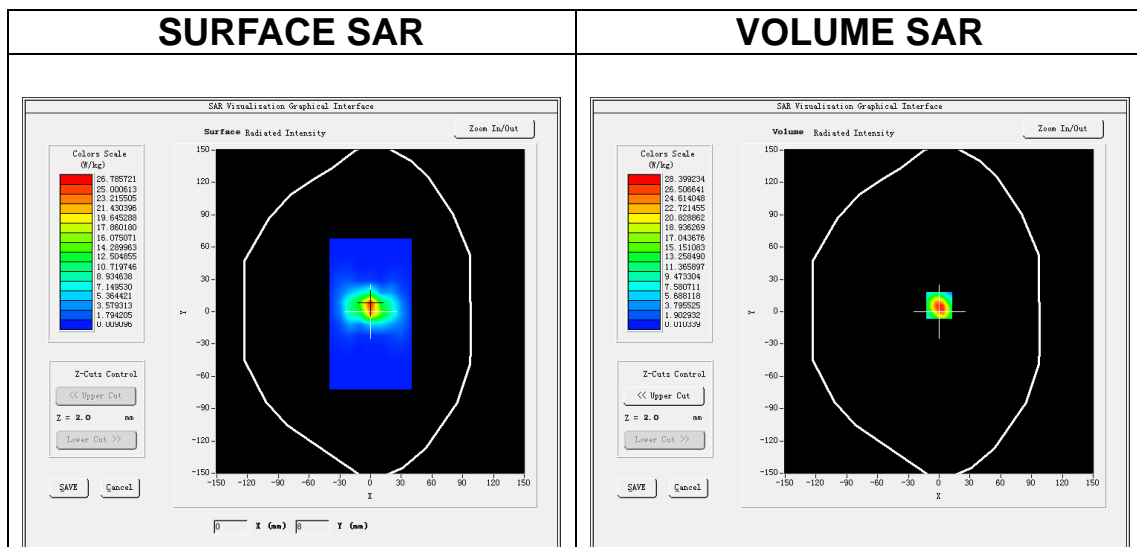 SURFACE SAR
VOLUME SAR
SAR Visualisation Graphical Interface
Surface Radiated Intensity
Zoom In/Out
Colors Scale
(W/kg)
26.785721
25.000613
23.215505
21.430396
19.645288
17.860180
16.075071
14.289963
12.504855
10.719746
8.934638
7.149530
5.364421
3.579313
1.794205
0.009096
150
120
90
60
30
0
-30
-60
-90
-120
-150
Y
-150 -120 -90 -60 -30 0 30 60 90 120 150
X
Z-Cuts Control
<< Upper Cut
Z = 2.0 mm
Lower Cut >>
SAVE Cancel
0 X (mm) 8 Y (mm)
SAR Visualisation Graphical Interface
Volume Radiated Intensity
Zoom In/Out
Colors Scale
(W/kg)
28.399234
26.506641
24.614048
22.721455
20.828862
18.936269
17.043676
15.151083
13.258490
11.365897
9.473304
7.580711
5.688118
3.795525
1.902932
0.010339
150
120
90
60
30
0
-30
-60
-90
-120
-150
Y
-150 -120 -90 -60 -30 0 30 60 90 120 150
X
Z-Cuts Control
<< Upper Cut
Z = 2.0 mm
Lower Cut >>
SAVE Cancel